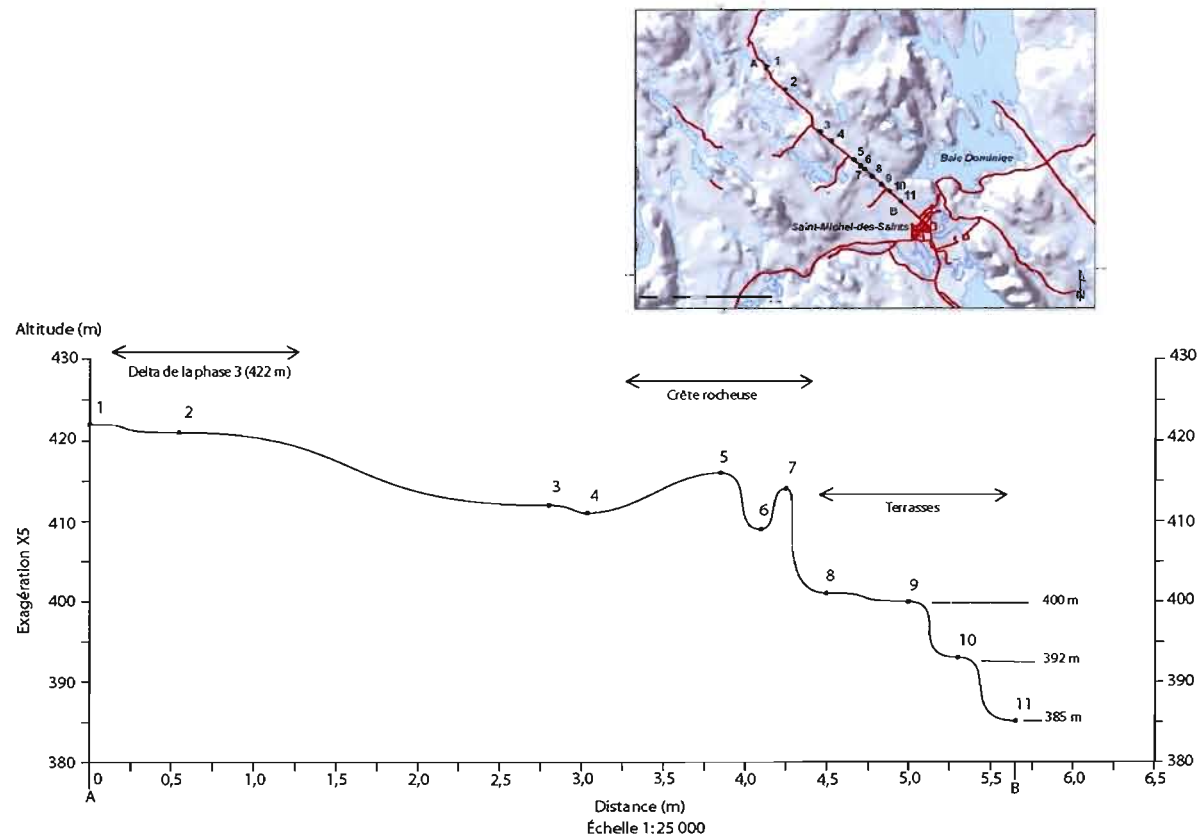 A 1
2
3
4
5
6
7 8
9
10
11
B
Baie Dominique
Saint-Michel-des-Saints
N
Altitude (m)
430
430
Delta de la phase 3 (422 m)
Crête rocheuse
1
2
420
420
5
7
3
4
6
Terrasses
410
410
Exagération X5
8
9
400
400 m
400
10
392 m
390
390
11
385 m
380
380
0 0,5 1,0 1,5 2,0 2,5 3,0 3,5 4,0 4,5 5,0 5,5 6,0 6,5
A B
Distance (m)
Échelle 1:25 000